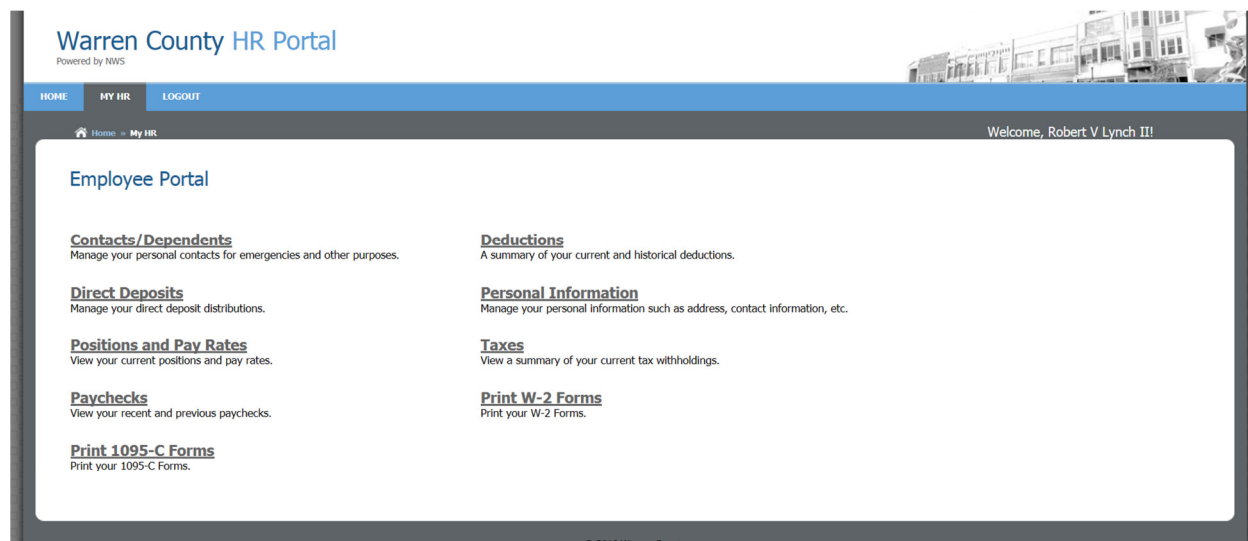 Warren County HR Portal
Powered by NWS
HOME MY HR LOGOUT
Home » My HR
Welcome, Robert V Lynch II!
Employee Portal
Contacts/Dependents
Manage your personal contacts for emergencies and other purposes.
Deductions
A summary of your current and historical deductions.
Direct Deposits
Manage your direct deposit distributions.
Personal Information
Manage your personal information such as address, contact information, etc.
Positions and Pay Rates
View your current positions and pay rates.
Taxes
View a summary of your current tax withholdings.
Paychecks
View your recent and previous paychecks.
Print W-2 Forms
Print your W-2 Forms.
Print 1095-C Forms
Print your 1095-C Forms.